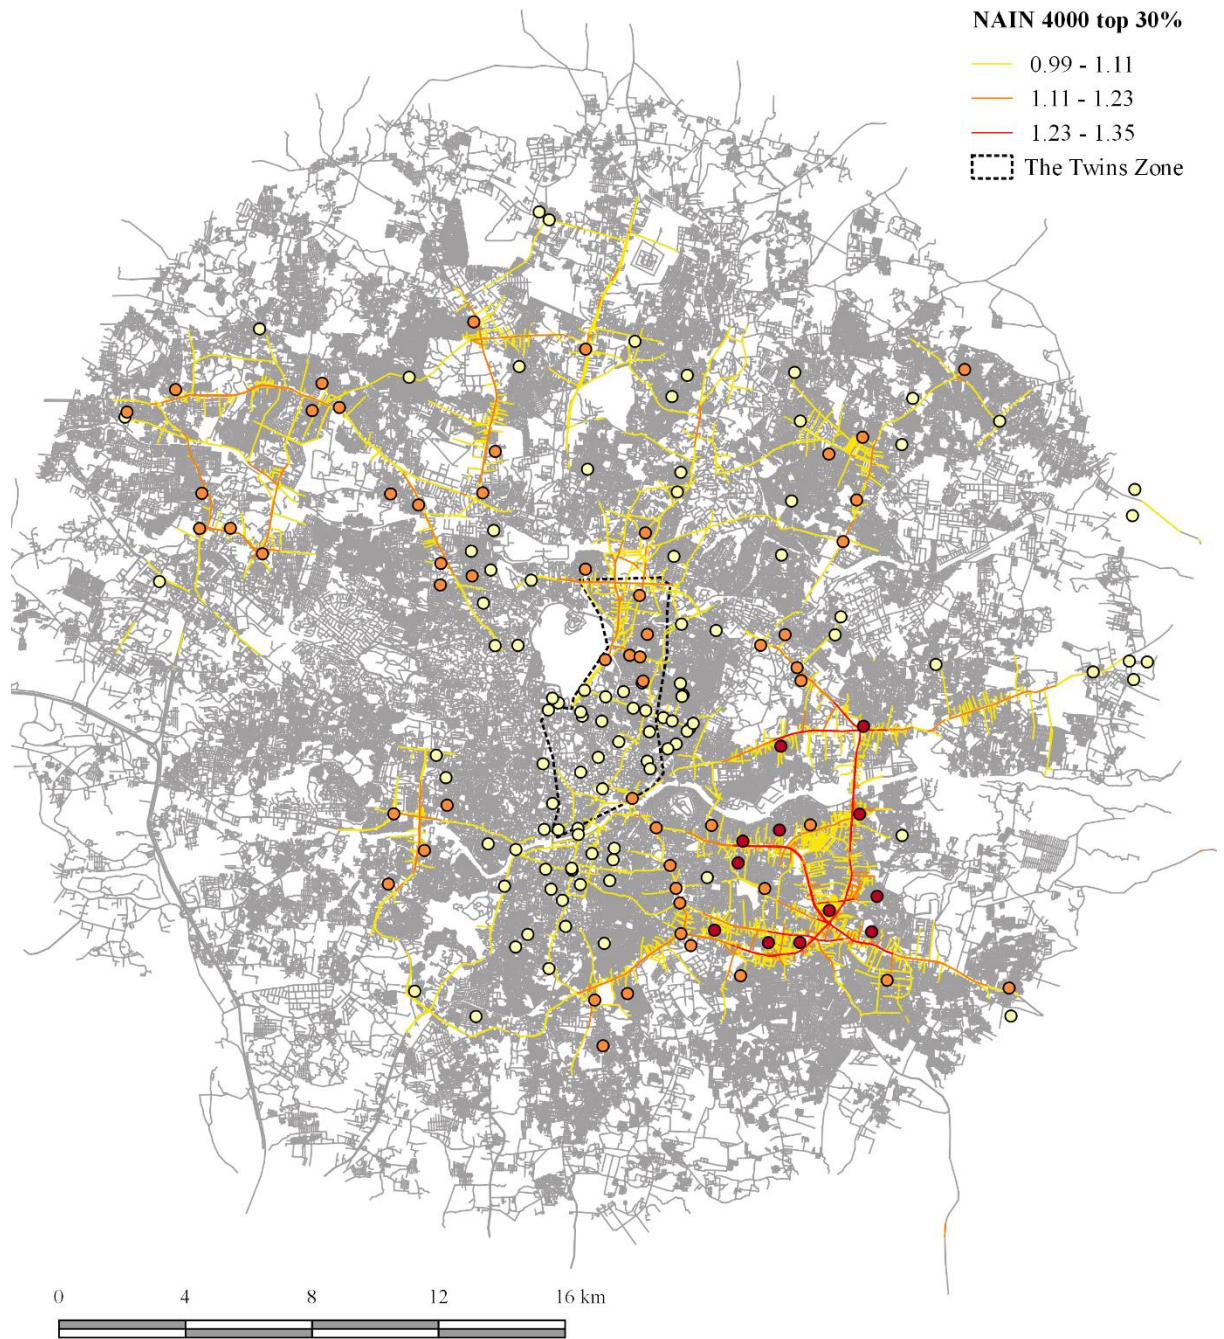 NAIN 4000 top 30%
0.99 - 1.11
1.11 - 1.23
1.23 - 1.35
The Twins Zone
0 4 8 12 16 km